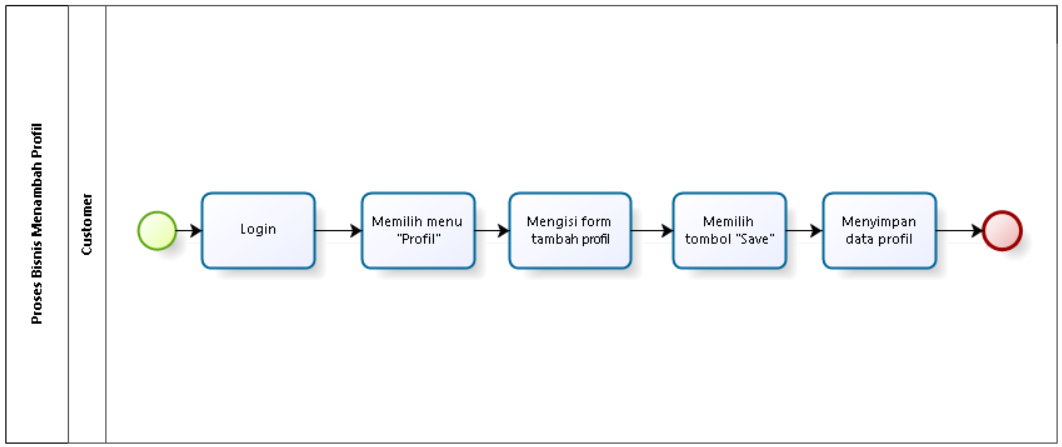 Proses Bisnis Menambah Profil
Customer
Login
Memilih menu
"Profil"
Mengisi form
tambah profil
Memilih
tombol "Save"
Menyimpan
data profil